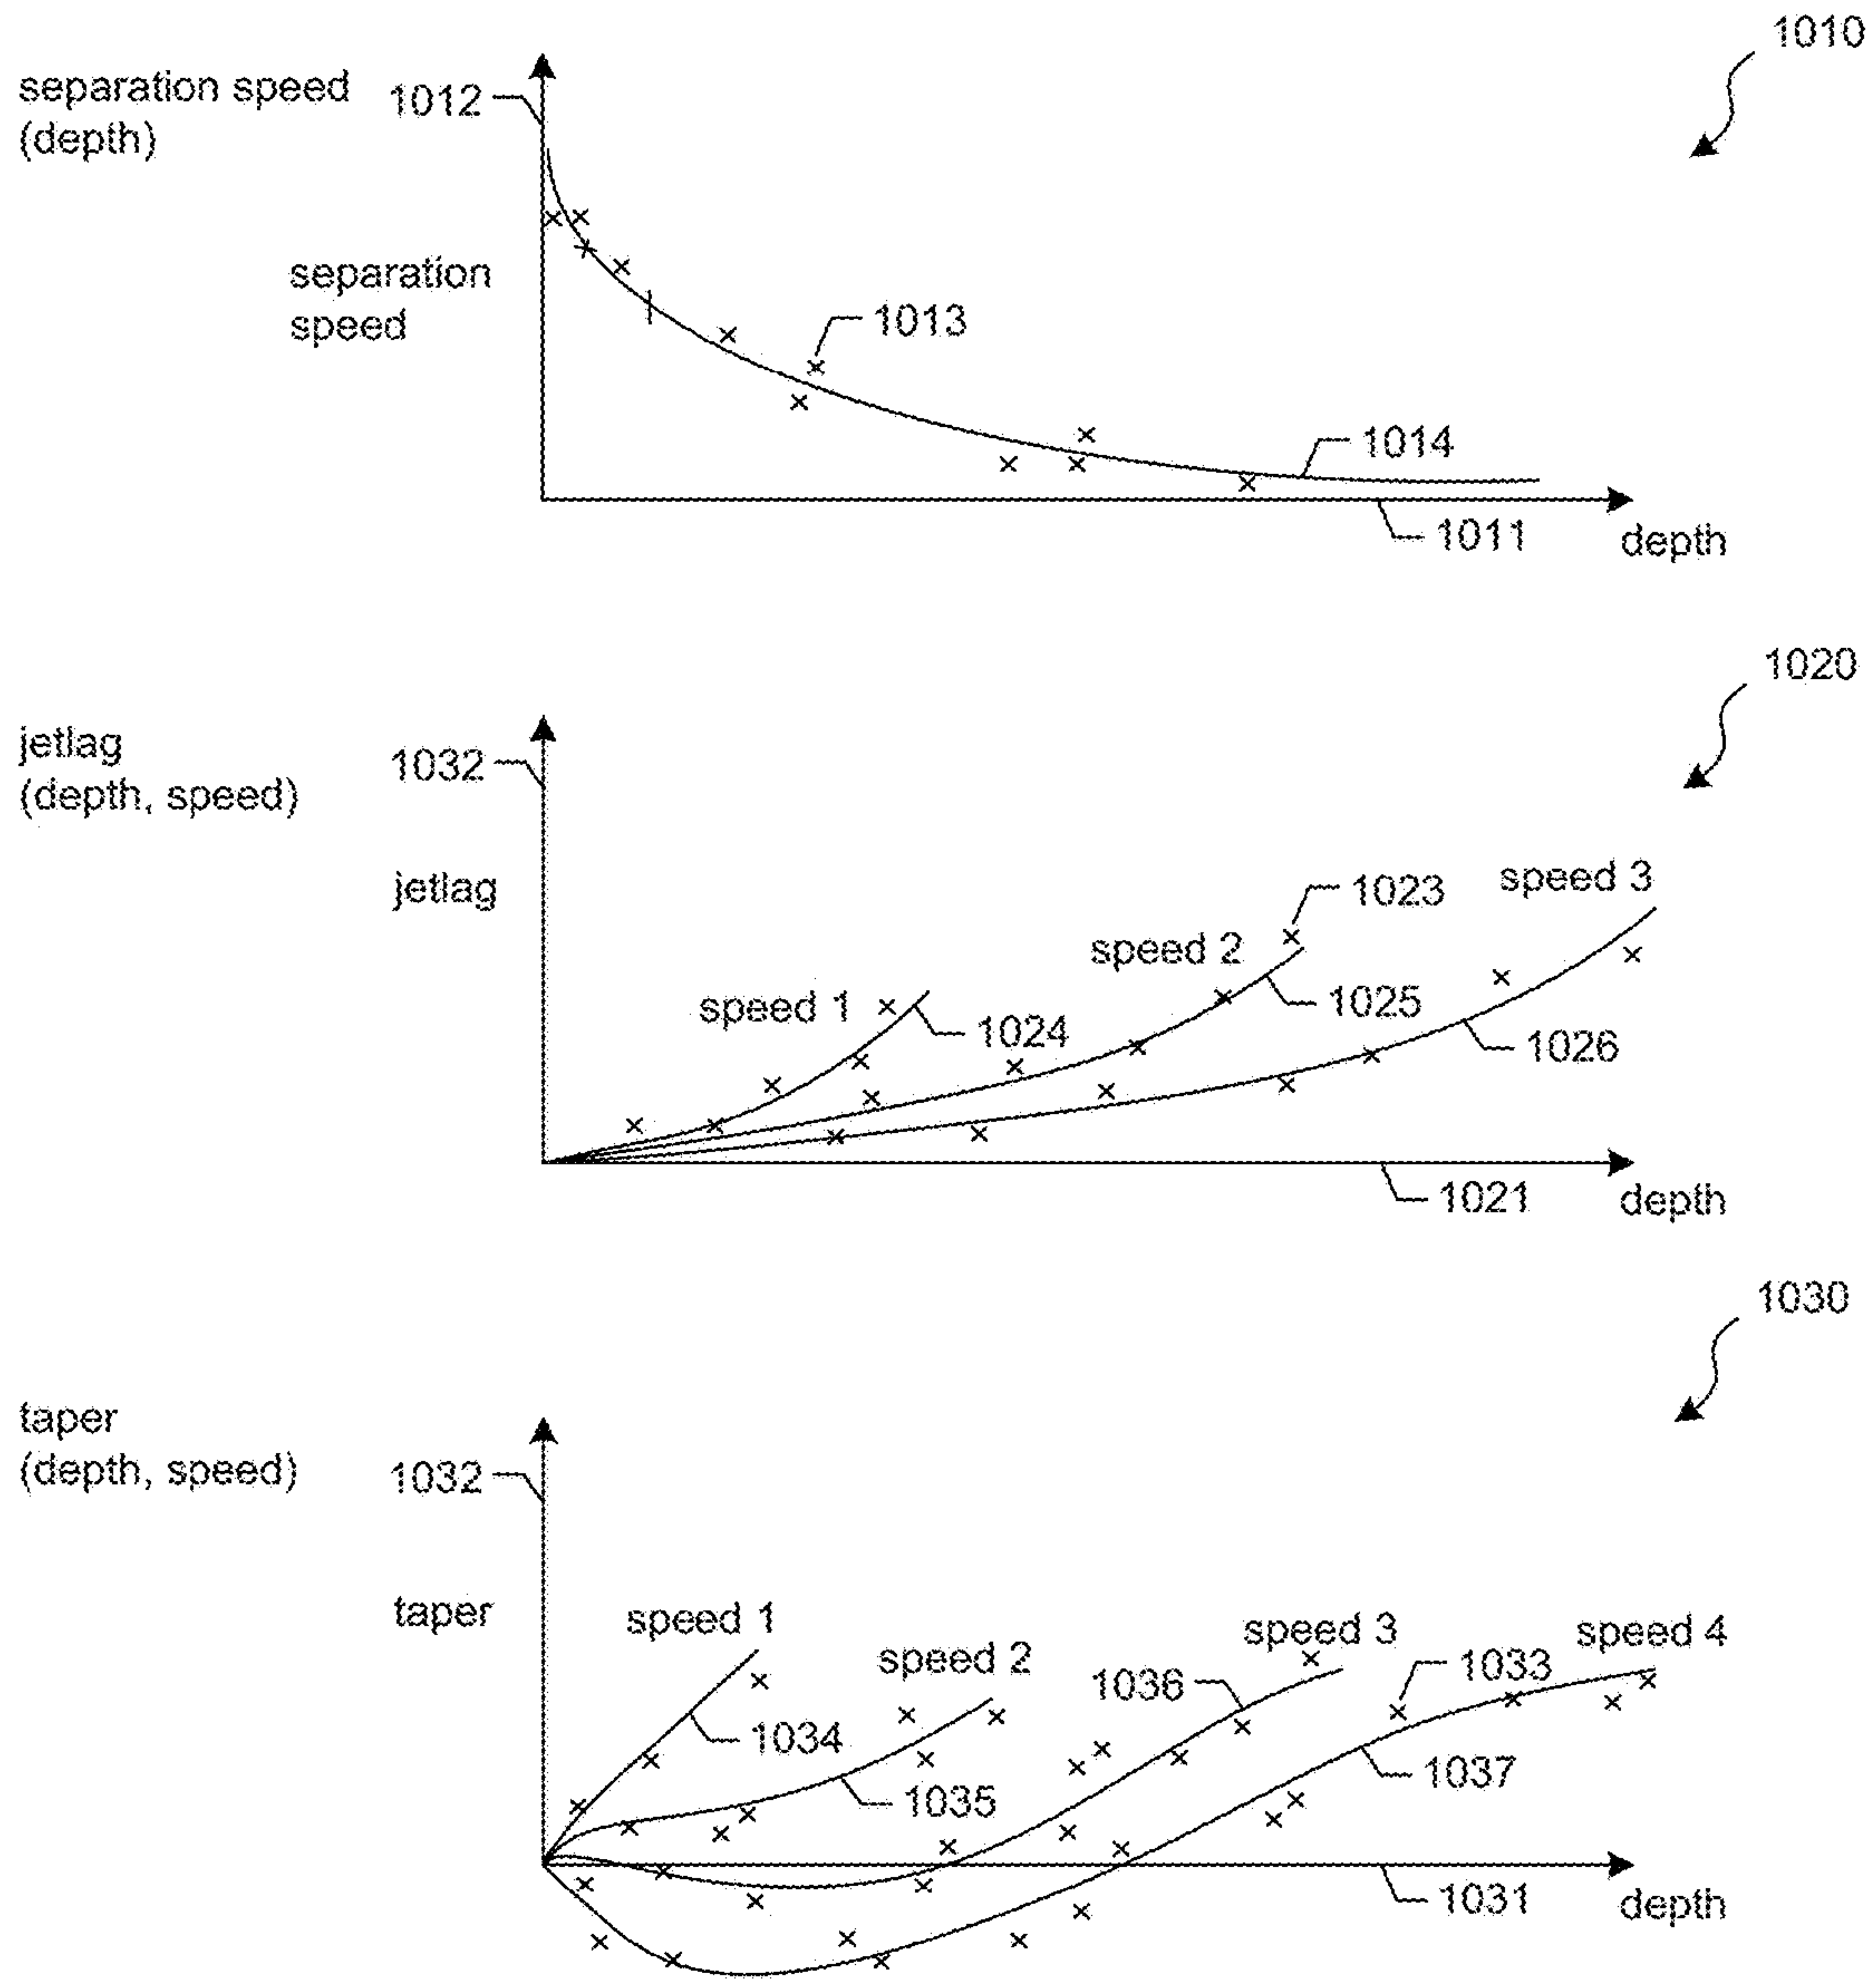 1010
separation speed
(depth)
1012
separation
speed
1013
1014
1011
depth
1020
jetlag
(depth, speed)
1032
jetlag
speed 1
speed 2
speed 3
1023
1024
1025
1026
1021
depth
1030
taper
(depth, speed)
1032
taper
speed 1
speed 2
speed 3
speed 4
1033
1034
1035
1036
1037
1031
depth